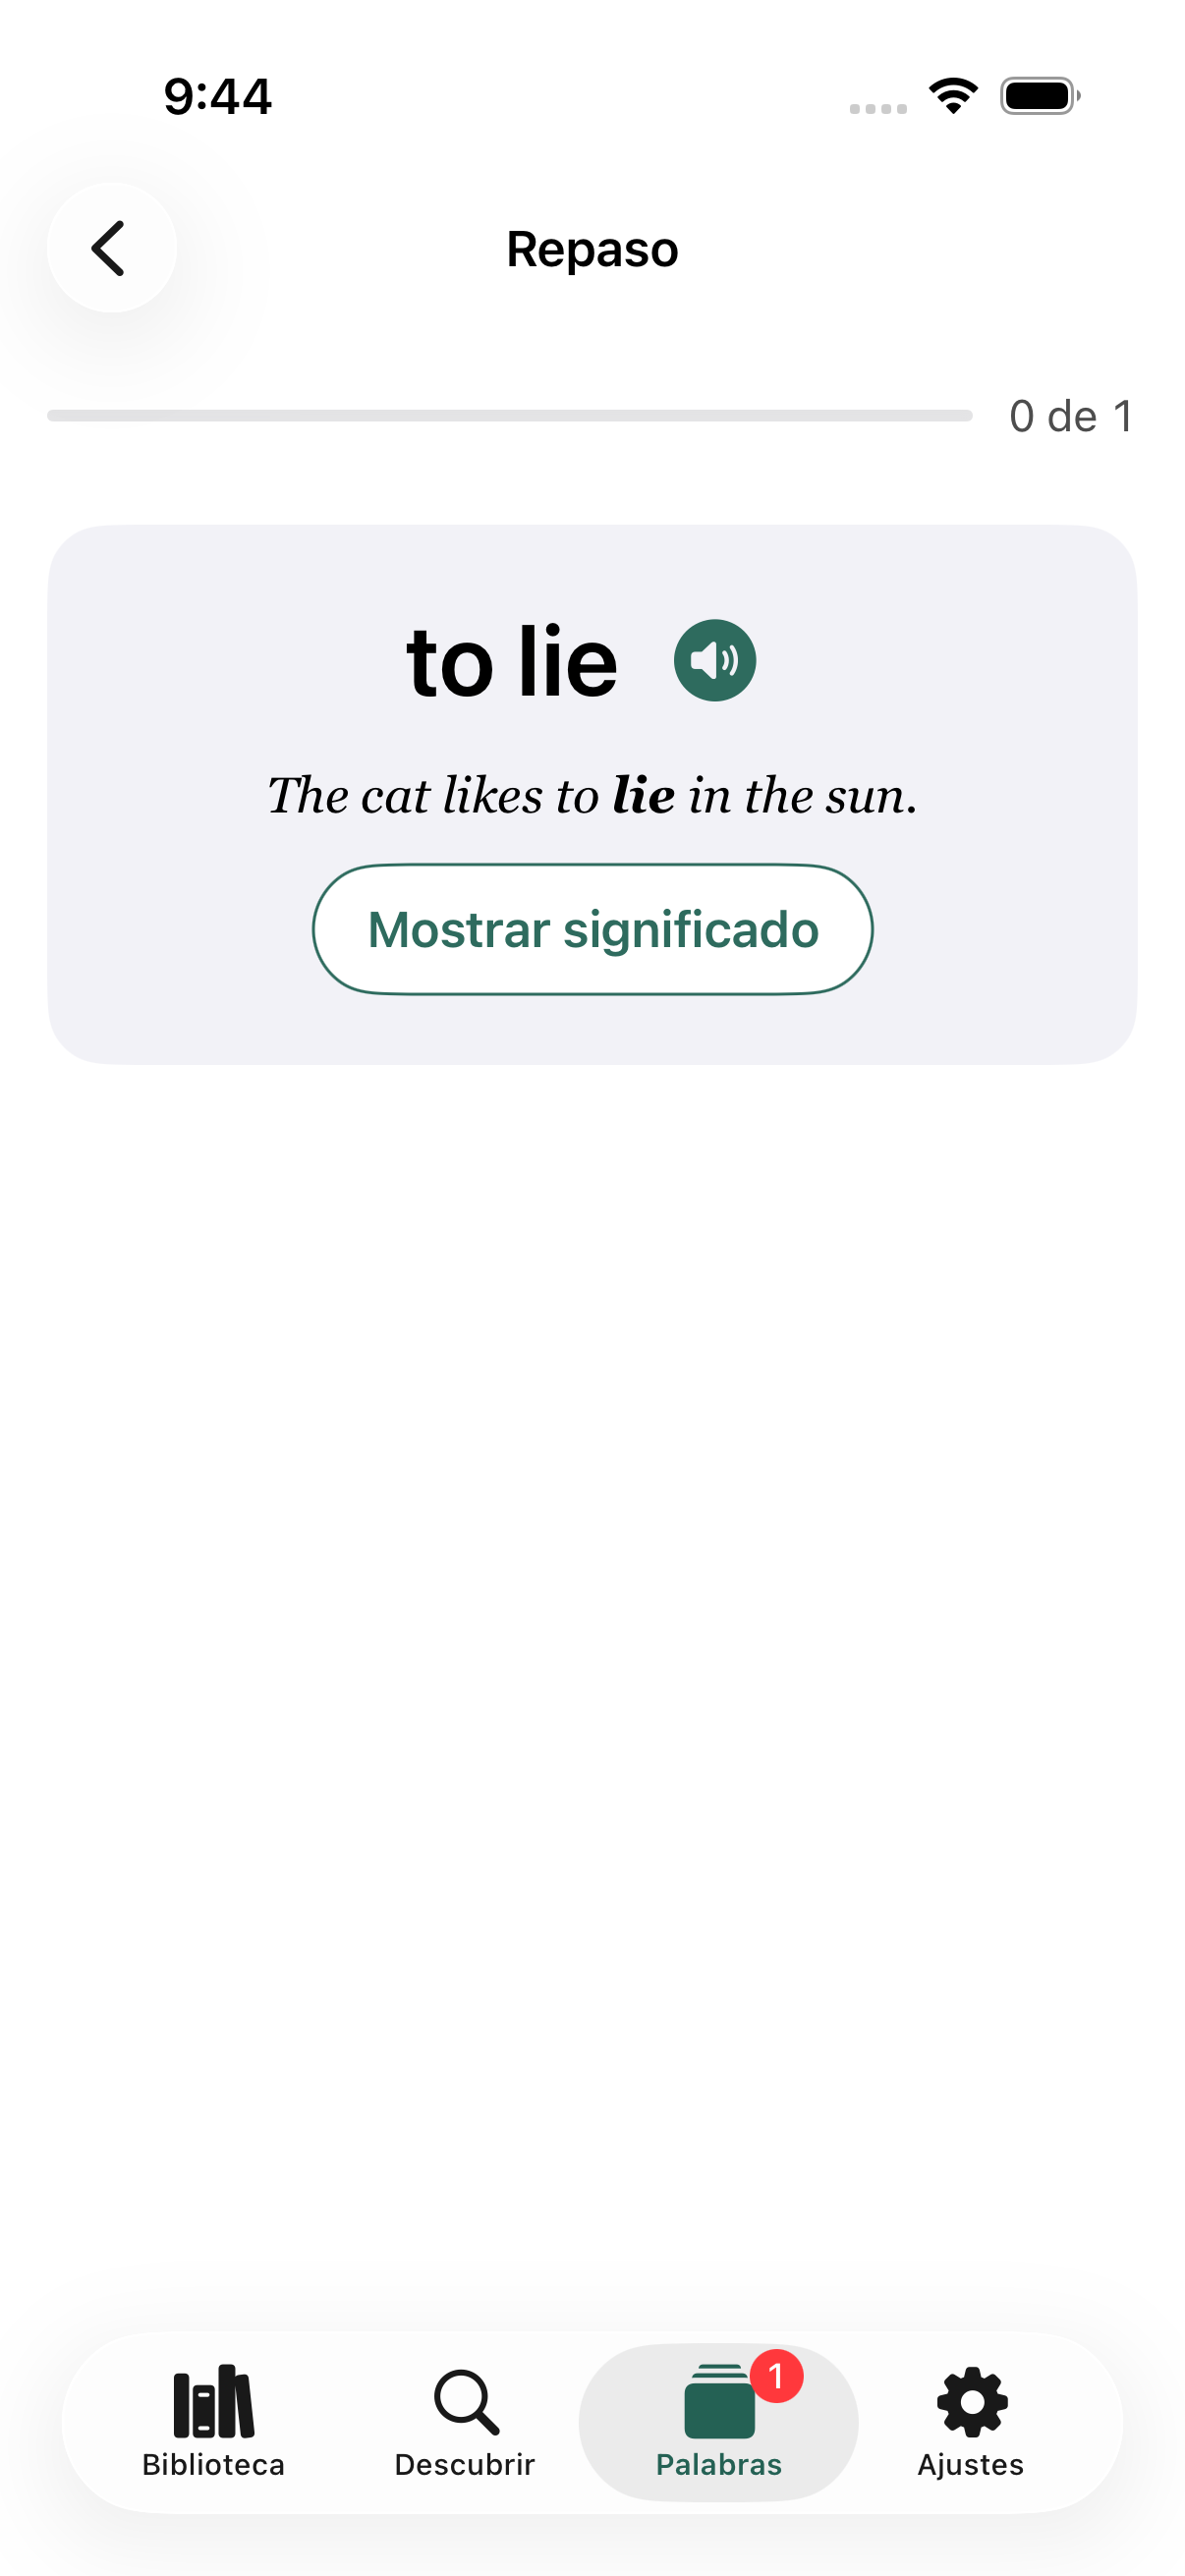 9:44
Repaso
0 de 1
to lie
The cat likes to lie in the sun.
Mostrar significado
1
Biblioteca
Descubrir
Palabras
Ajustes